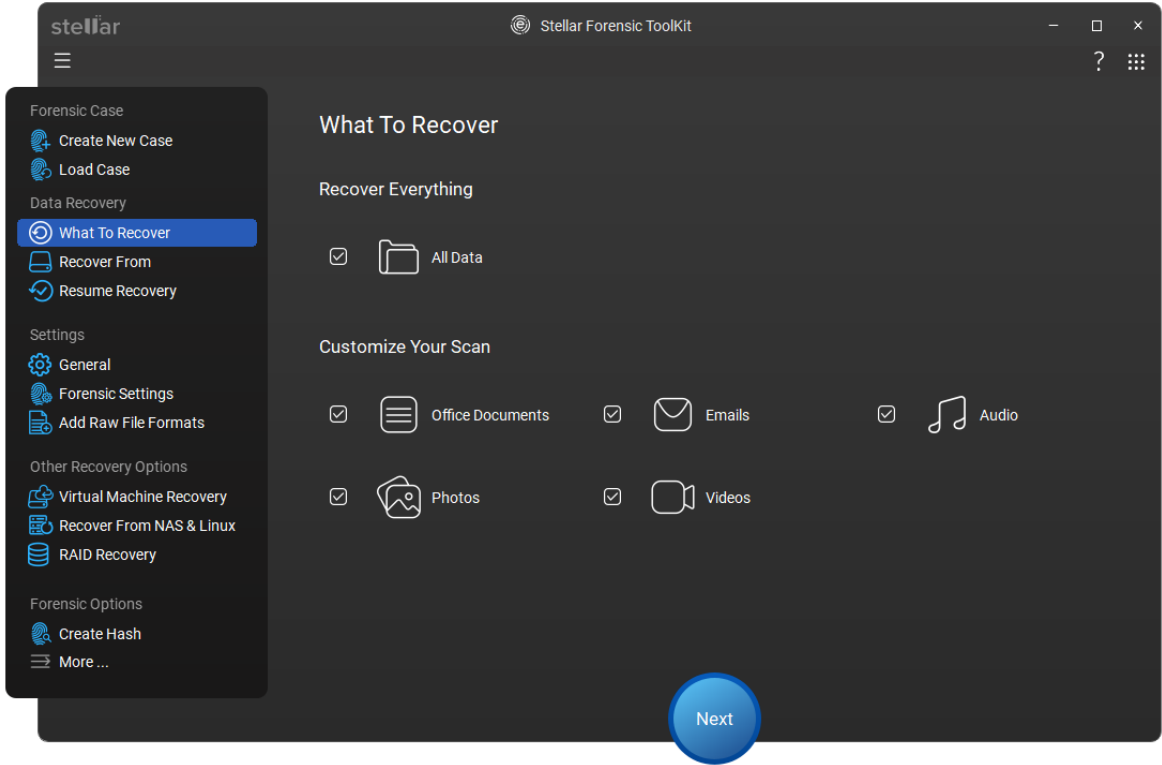 stellar
Stellar Forensic ToolKit
?
Forensic Case
Create New Case
Load Case
Data Recovery
What To Recover
Recover From
Resume Recovery
Settings
General
Forensic Settings
Add Raw File Formats
Other Recovery Options
Virtual Machine Recovery
Recover From NAS & Linux
RAID Recovery
Forensic Options
Create Hash
More ...
What To Recover
Recover Everything
All Data
Customize Your Scan
Office Documents
Emails
Audio
Photos
Videos
Next